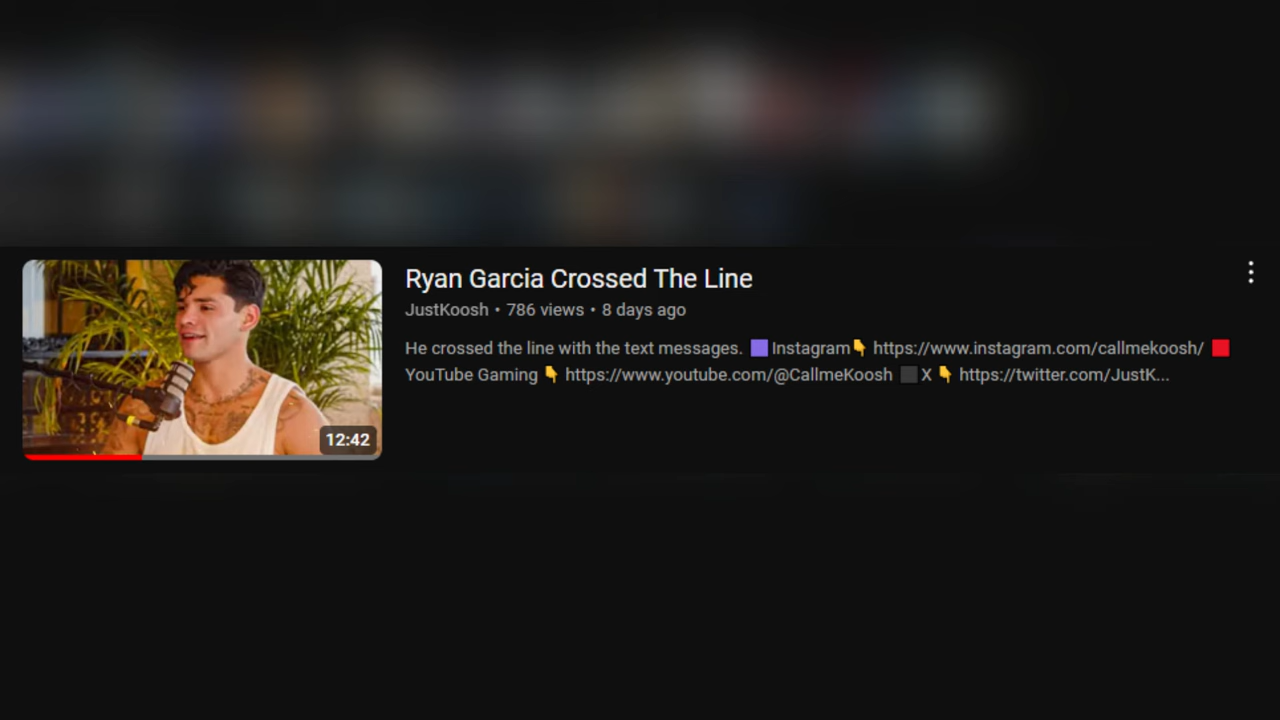 Ryan Garcia Crossed The Line
JustKoosh • 786 views • 8 days ago
He crossed the line with the text messages. 🟪Instagram👇 https://www.instagram.com/callmekoosh/ 🟥
YouTube Gaming 👇 https://www.youtube.com/@CallmeKoosh ⬛X 👇 https://twitter.com/JustK...
12:42